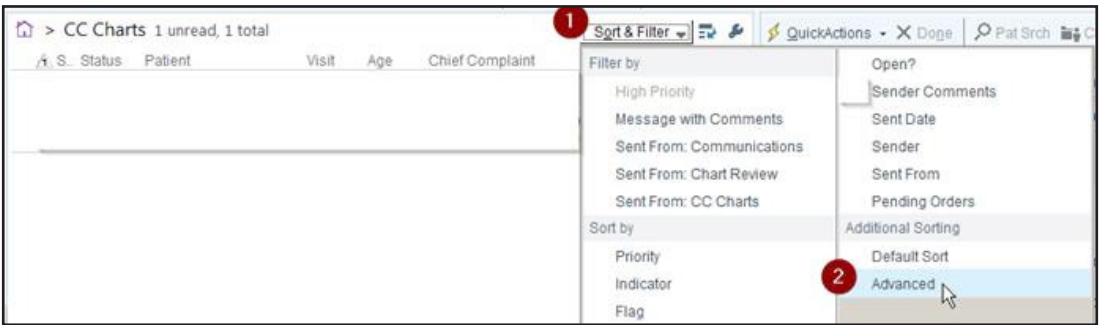 > CC Charts 1 unread, 1 total
1
Sort & Filter
QuickActions
Done
Pat Srch
C
S.. Status Patient Visit Age Chief Complaint
Filter by
High Priority
Message with Comments
Sent From: Communications
Sent From: Chart Review
Sent From: CC Charts
Sort by
Priority
Indicator
Flag
Open?
Sender Comments
Sent Date
Sender
Sent From
Pending Orders
Additional Sorting
Default Sort
2
Advanced